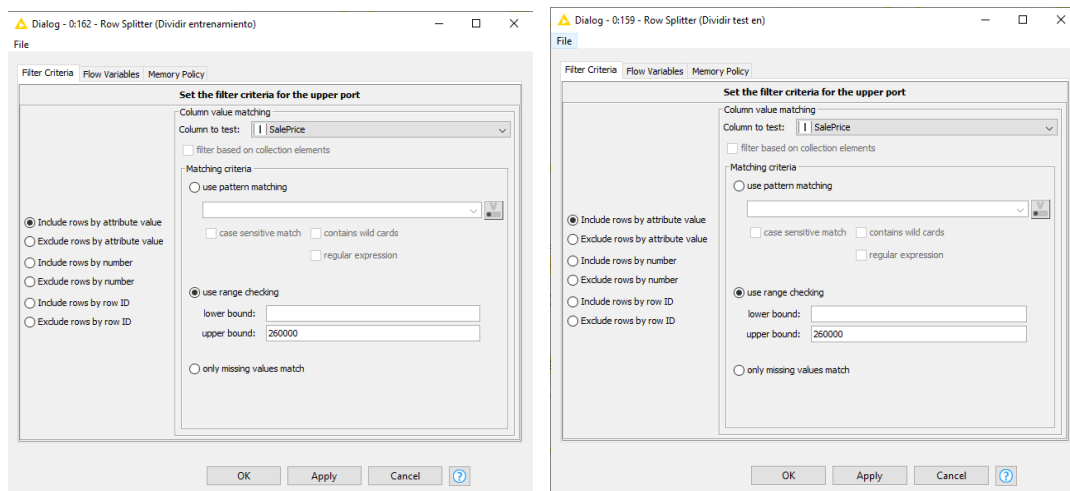 Dialog - 0:162 - Row Splitter (Dividir entrenamiento)
File
Filter Criteria Flow Variables Memory Policy
Set the filter criteria for the upper port
Column value matching
Column to test: I SalePrice
filter based on collection elements
Matching criteria
use pattern matching
case sensitive match contains wild cards
regular expression
Include rows by attribute value
Exclude rows by attribute value
Include rows by number
Exclude rows by number
Include rows by row ID
Exclude rows by row ID
use range checking
lower bound:
upper bound: 260000
only missing values match
OK Apply Cancel ?
Dialog - 0:159 - Row Splitter (Dividir test en)
File
Filter Criteria Flow Variables Memory Policy
Set the filter criteria for the upper port
Column value matching
Column to test: I SalePrice
filter based on collection elements
Matching criteria
use pattern matching
case sensitive match contains wild cards
regular expression
Include rows by attribute value
Exclude rows by attribute value
Include rows by number
Exclude rows by number
Include rows by row ID
Exclude rows by row ID
use range checking
lower bound:
upper bound: 260000
only missing values match
OK Apply Cancel ?